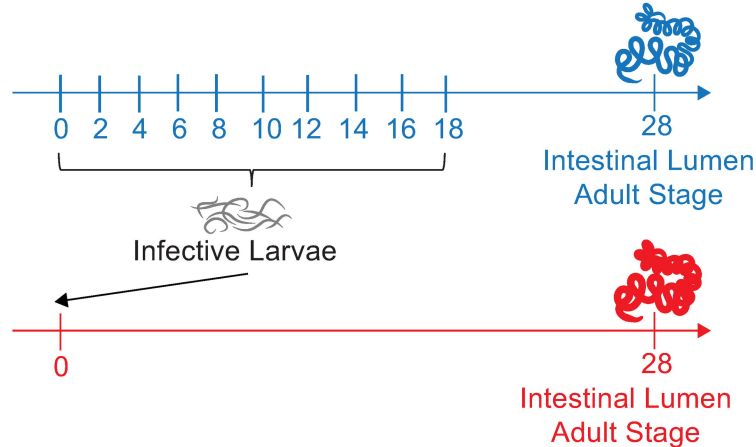 0 2 4 6 8 10 12 14 16 18 28
Intestinal Lumen
Adult Stage
Infective Larvae
0 28
Intestinal Lumen
Adult Stage